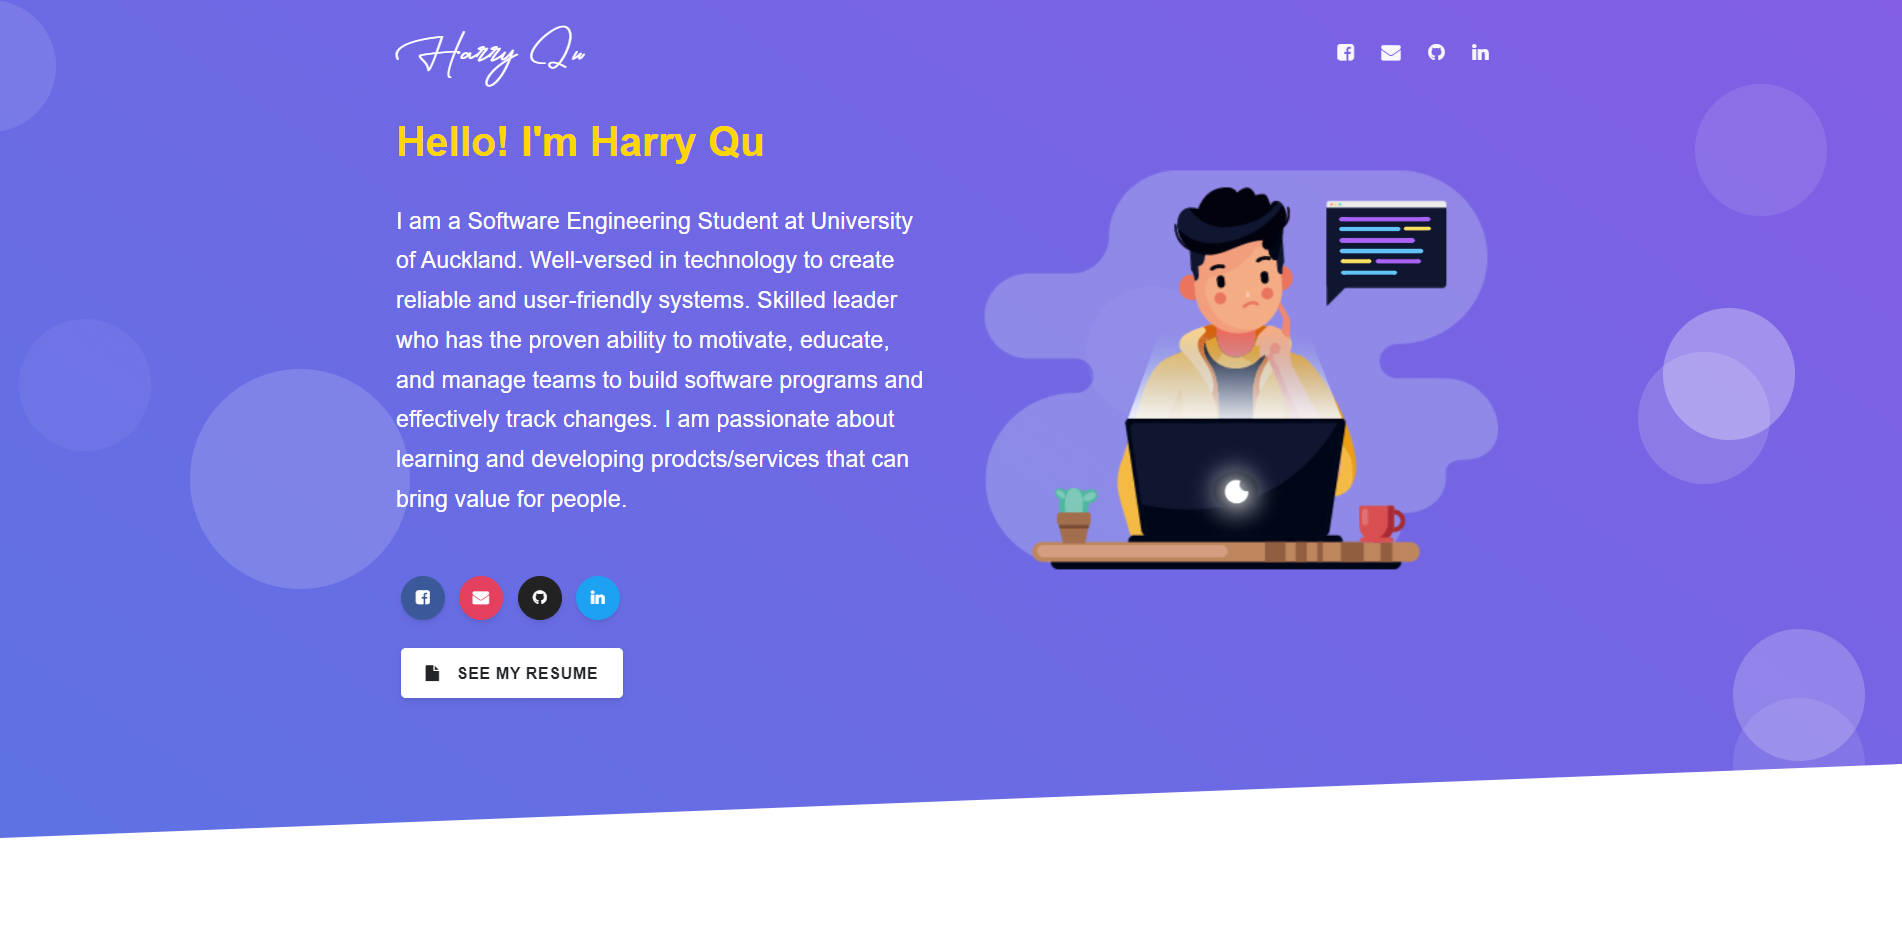 Harry Qu
Hello! I'm Harry Qu
I am a Software Engineering Student at University
of Auckland. Well-versed in technology to create
reliable and user-friendly systems. Skilled leader
who has the proven ability to motivate, educate,
and manage teams to build software programs and
effectively track changes. I am passionate about
learning and developing prodcts/services that can
bring value for people.
SEE MY RESUME